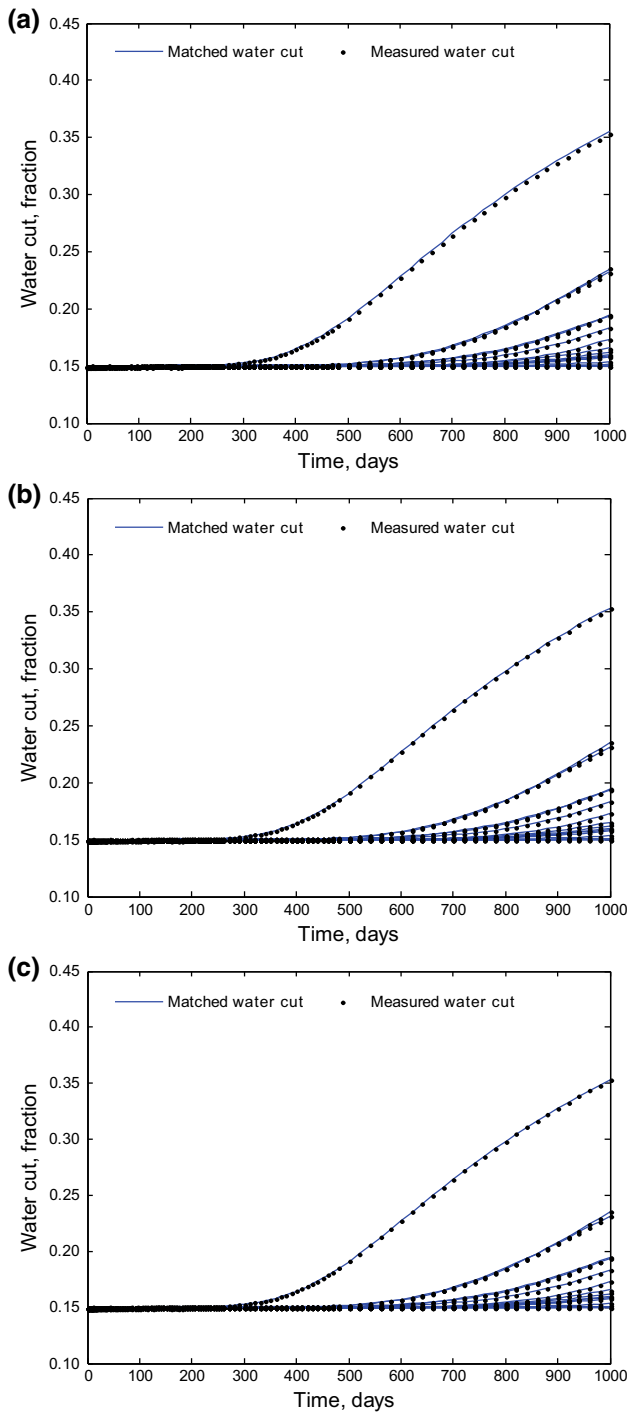 (a)
0.45
0.40
0.35
0.30
0.25
0.20
0.15
0.10
Water cut, fraction
Matched water cut
Measured water cut
0 100 200 300 400 500 600 700 800 900 1000
Time, days
(b)
0.45
0.40
0.35
0.30
0.25
0.20
0.15
0.10
Water cut, fraction
Matched water cut
Measured water cut
0 100 200 300 400 500 600 700 800 900 1000
Time, days
(c)
0.45
0.40
0.35
0.30
0.25
0.20
0.15
0.10
Water cut, fraction
Matched water cut
Measured water cut
0 100 200 300 400 500 600 700 800 900 1000
Time, days